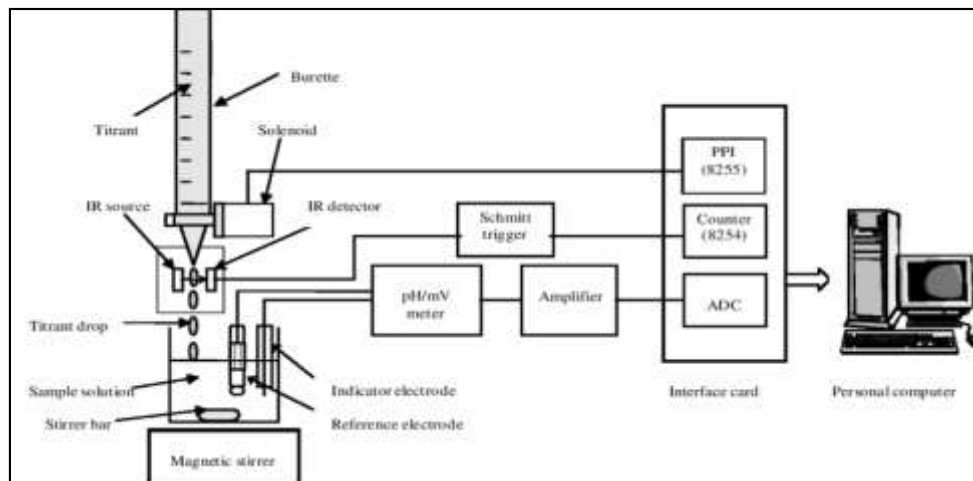 Burette
Titrant
Solenoid
PPI
(8255)
IR source
IR detector
Schmitt
trigger
Counter
(8254)
pH/mV
meter
Amplifier
ADC
Titrant drop
Sample solution
Indicator electrode
Interface card
Personal computer
Stirrer bar
Reference electrode
Magnetic stirrer